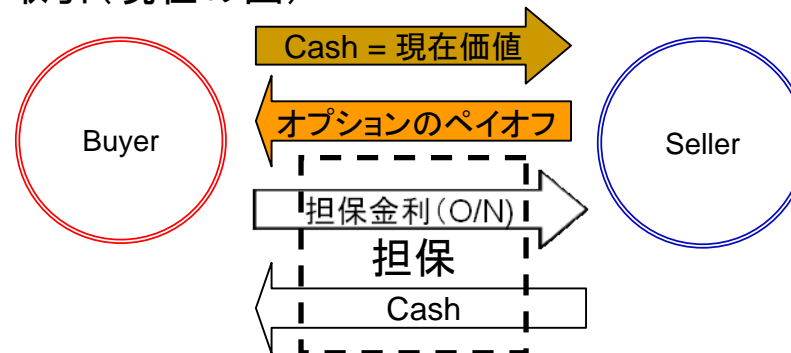 Cash = 現在価値
オプションのペイオフ
Buyer
Seller
担保金利(O/N)
担保
Cash